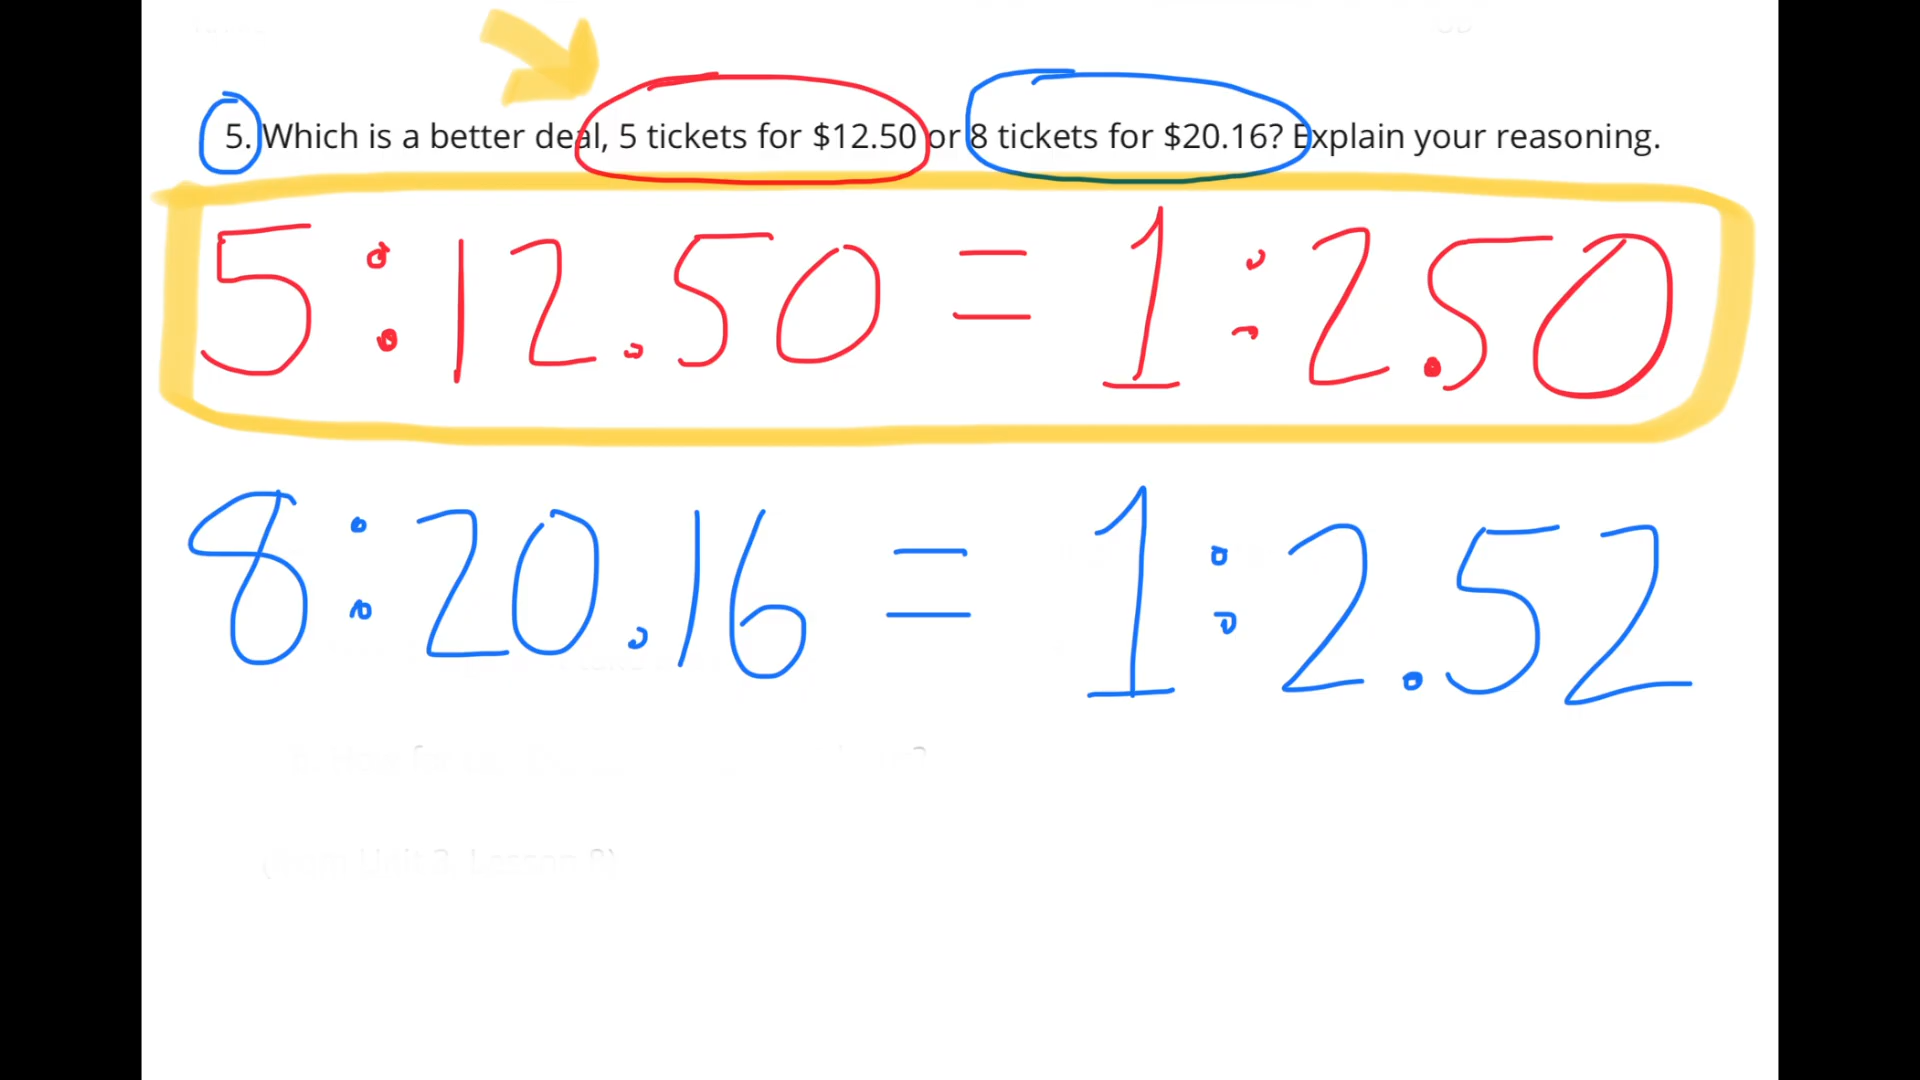 5. Which is a better deal, 5 tickets for $12.50 or 8 tickets for $20.16? Explain your reasoning.
5:12.50 = 1:2.50
8:20.16 = 1:2.52